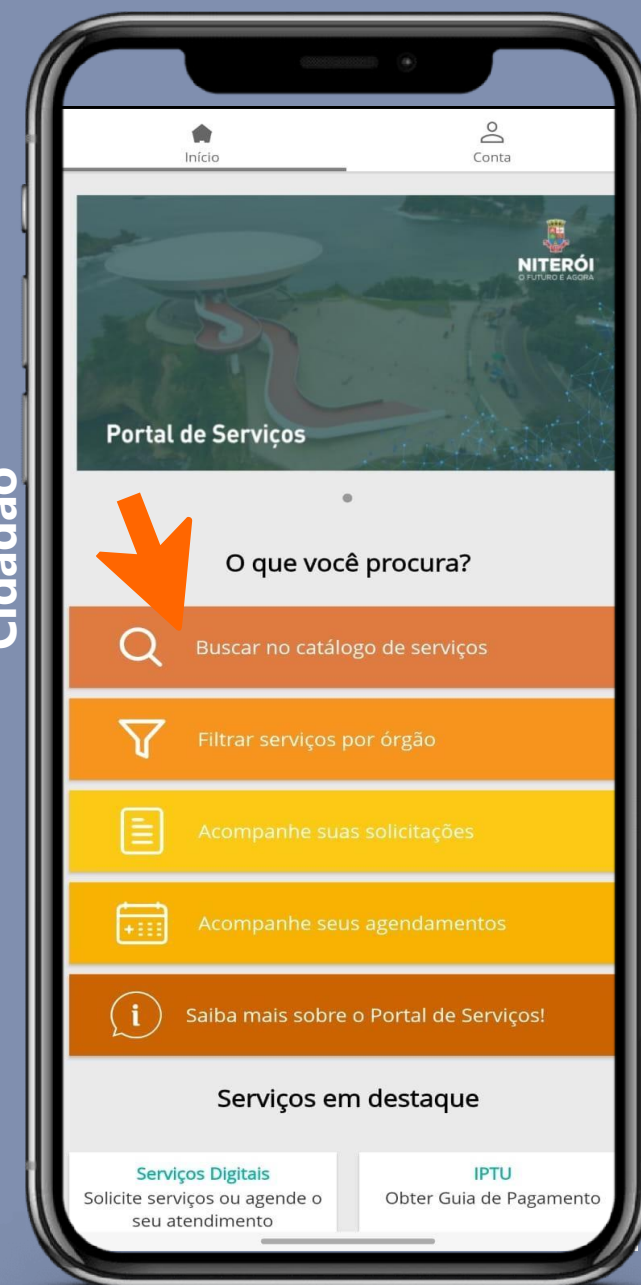 Cidadão
Início
Conta
NITERÓI
O FUTURO É AGORA
Portal de Serviços
O que você procura?
Buscar no catálogo de serviços
Filtrar serviços por órgão
Acompanhe suas solicitações
Acompanhe seus agendamentos
i Saiba mais sobre o Portal de Serviços!
Serviços em destaque
Serviços Digitais
Solicite serviços ou agende o
seu atendimento
IPTU
Obter Guia de Pagamento